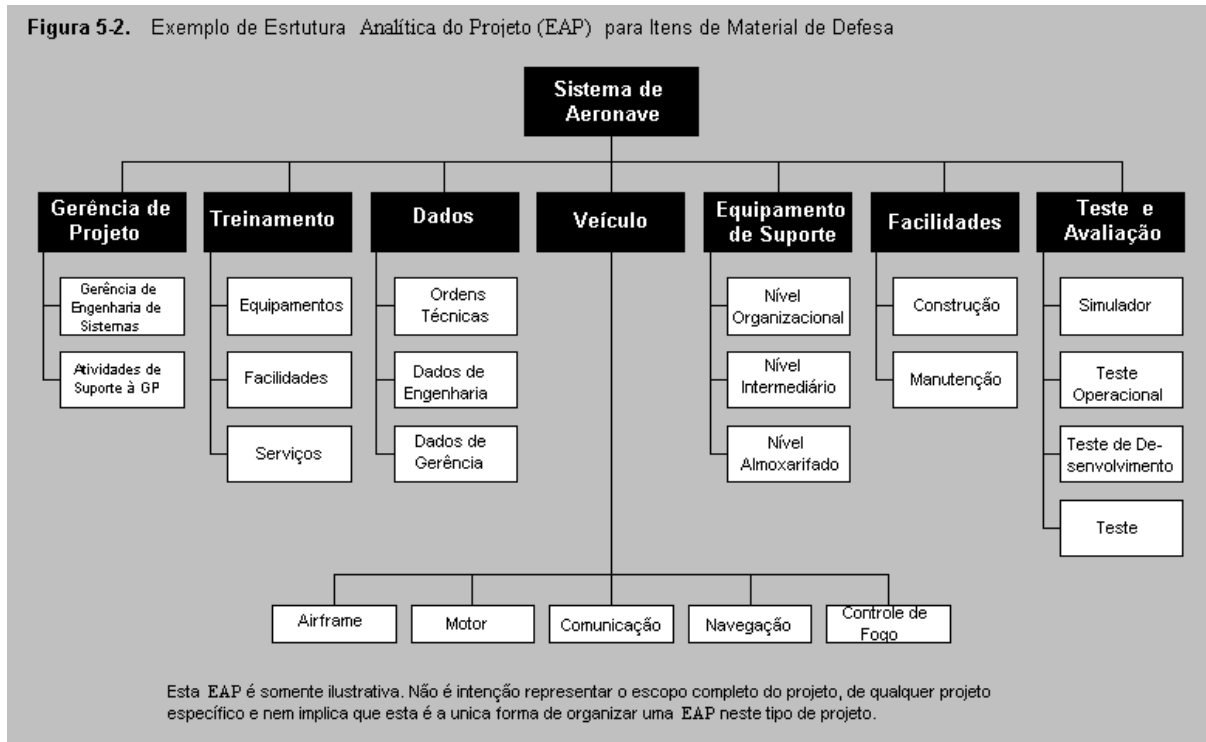 Figura 5-2. Exemplo de Esrtutura Analítica do Projeto (EAP) para Itens de Material de Defesa
Sistema de
Aeronave
Gerência de
Projeto
Gerência de
Engenharia de
Sistemas
Atividades de
Suporte à GP
Treinamento
Equipamentos
Facilidades
Serviços
Dados
Ordens
Técnicas
Dados de
Engenharia
Dados de
Gerência
Veículo
Airframe
Motor
Comunicação
Navegação
Controle de
Fogo
Equipamento
de Suporte
Nível
Organizacional
Nível
Intermediário
Nível
Almoxarifado
Facilidades
Construção
Manutenção
Teste e
Avaliação
Simulador
Teste
Operacional
Teste de De-
senvolvimento
Teste
Esta EAP é somente ilustrativa. Não é intenção representar o escopo completo do projeto, de qualquer projeto
específico e nem implica que esta é a unica forma de organizar uma EAP neste tipo de projeto.